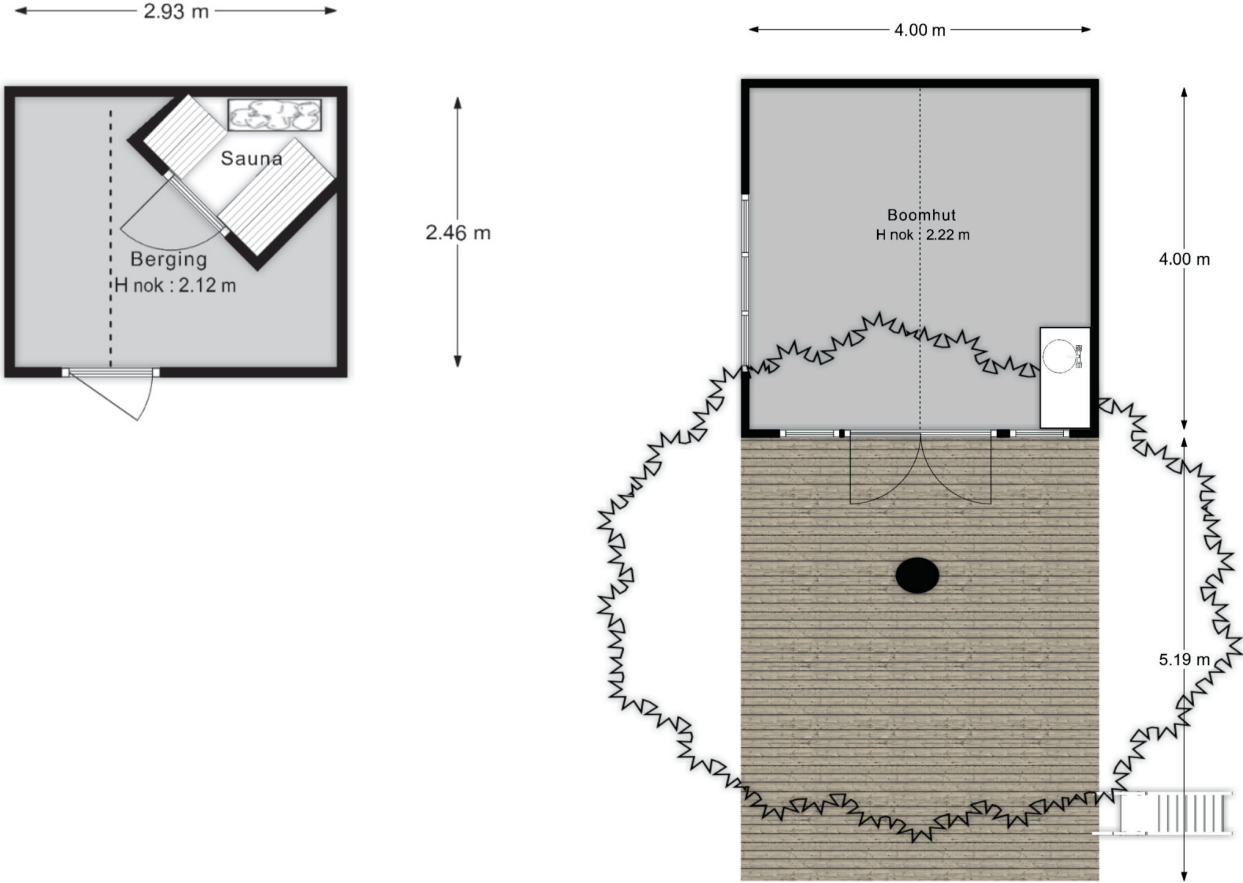 2.93 m
Sauna
2.46 m
Berging
H nok : 2.12 m
4.00 m
Boomhut
H nok : 2.22 m
4.00 m
5.19 m